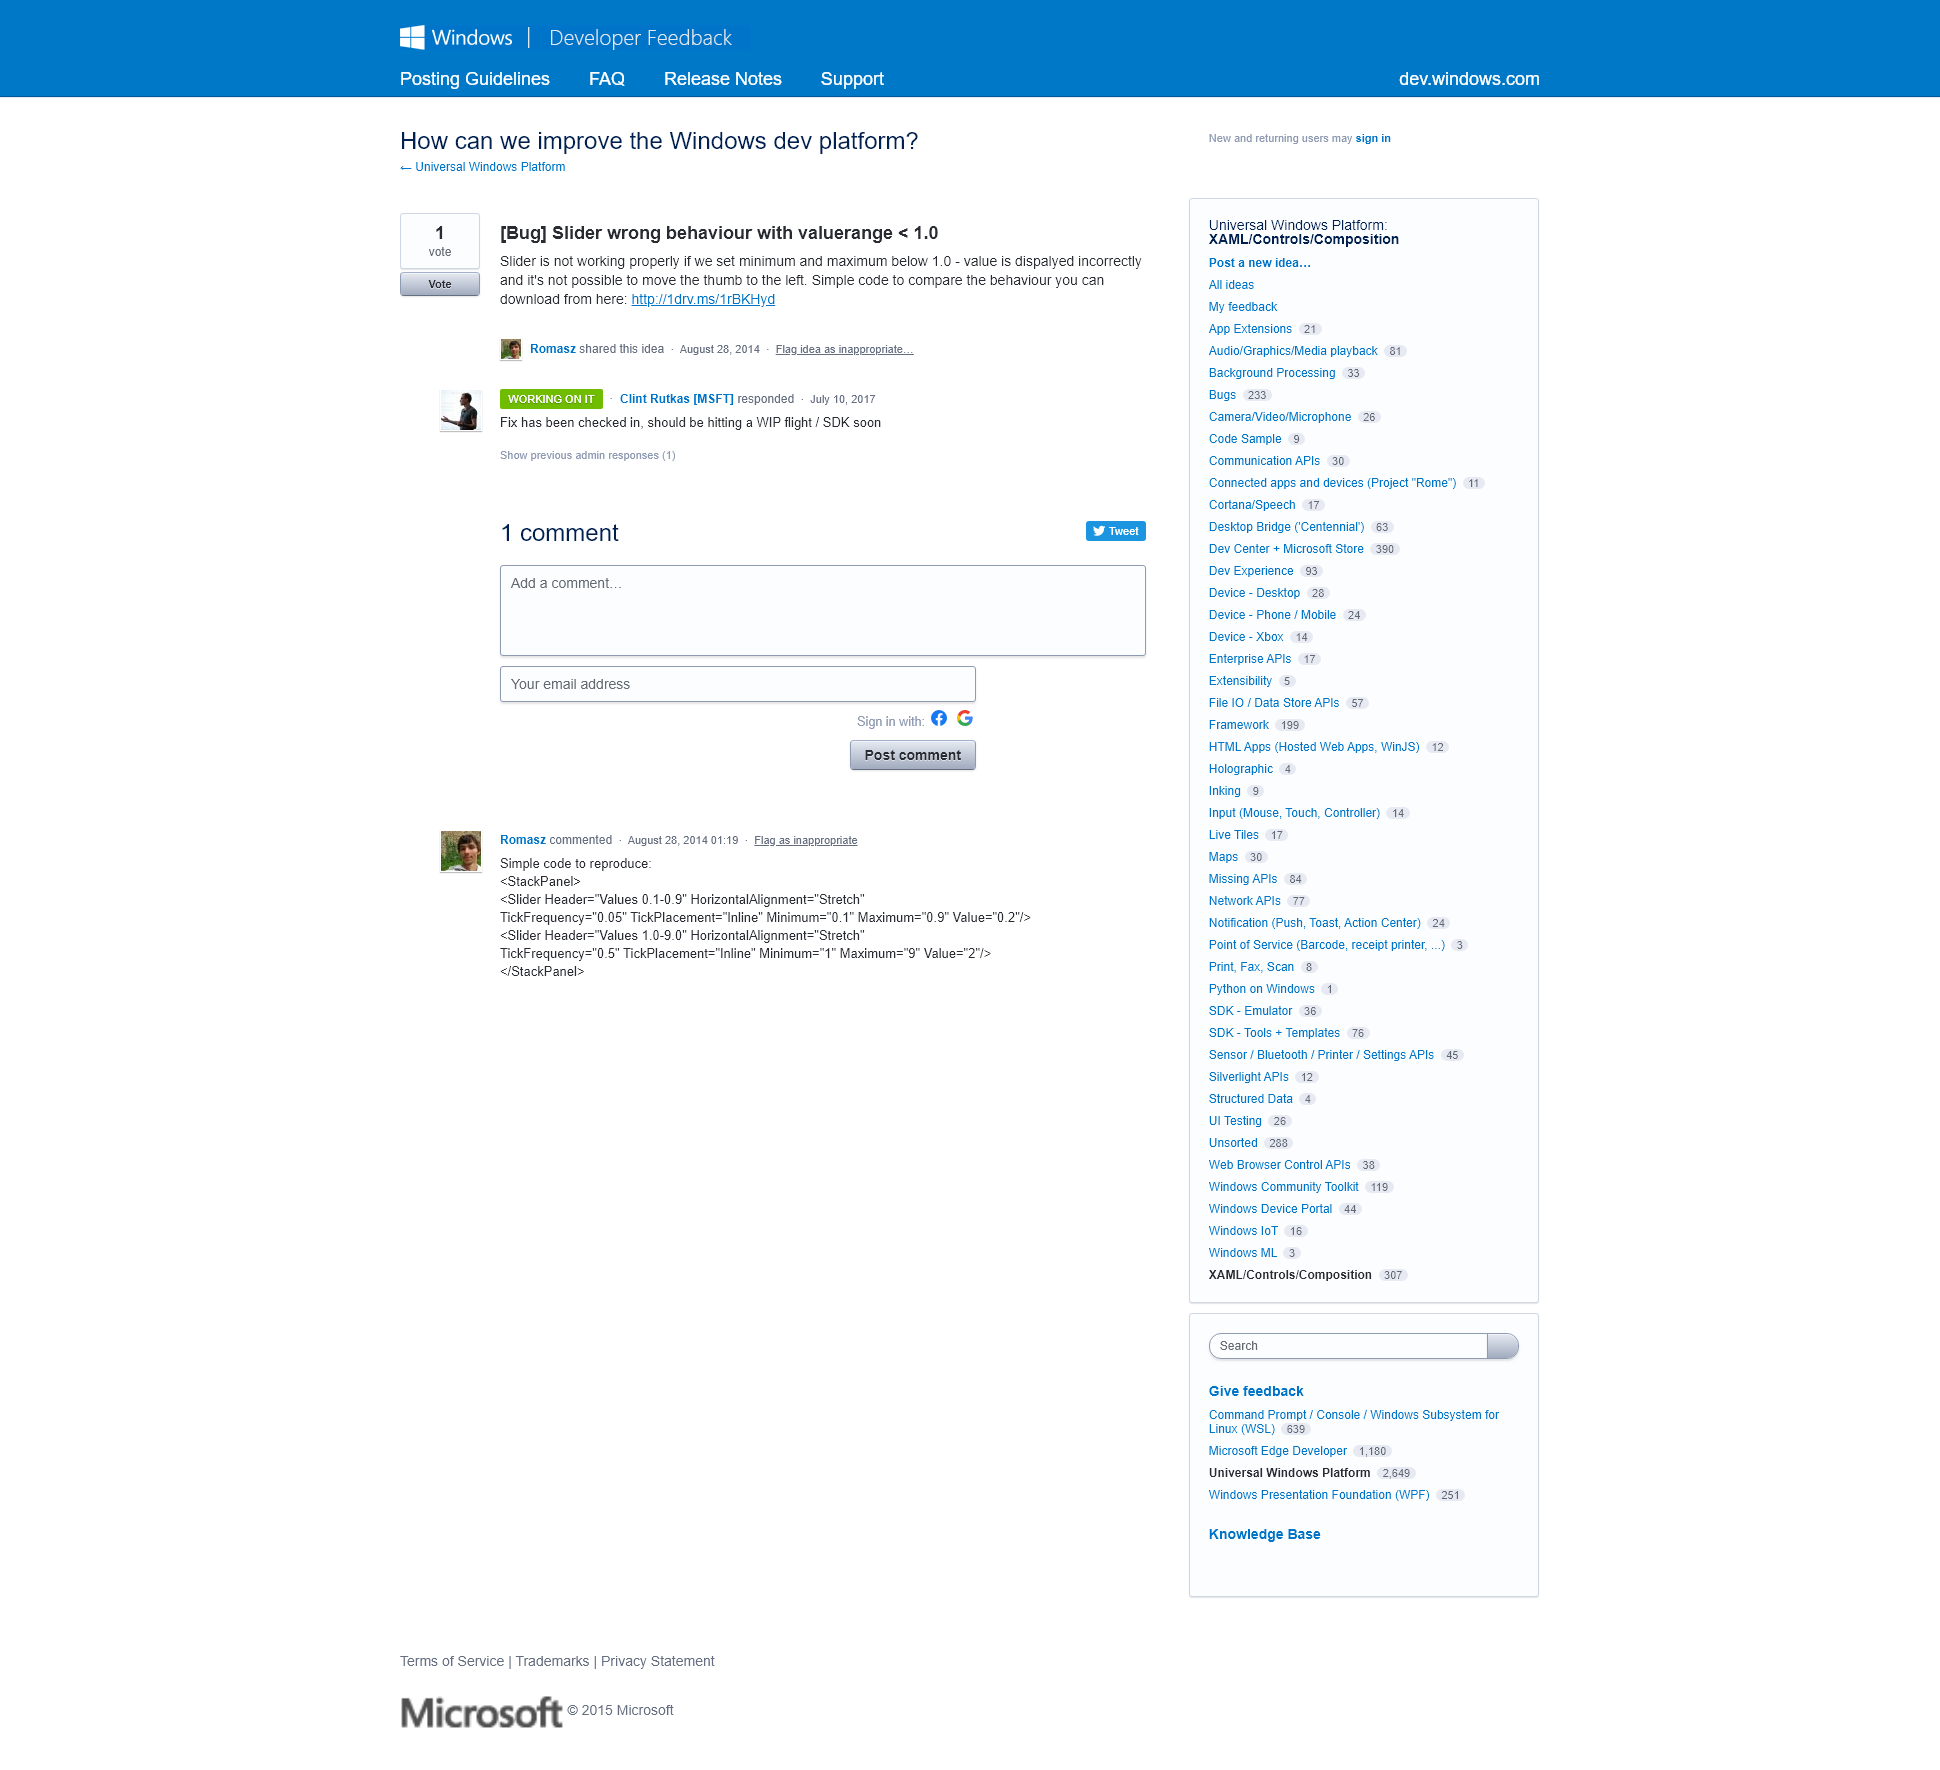 Windows | Developer Feedback
Posting Guidelines FAQ Release Notes Support dev.windows.com
How can we improve the Windows dev platform?
← Universal Windows Platform
New and returning users may sign in
1
vote
Vote
[Bug] Slider wrong behaviour with valuerange < 1.0
Slider is not working properly if we set minimum and maximum below 1.0 - value is dispalyed incorrectly
and it's not possible to move the thumb to the left. Simple code to compare the behaviour you can
download from here: http://1drv.ms/1rBKHyd
Romasz shared this idea · August 28, 2014 · Flag idea as inappropriate…
WORKING ON IT · Clint Rutkas [MSFT] responded · July 10, 2017
Fix has been checked in, should be hitting a WIP flight / SDK soon
Show previous admin responses (1)
1 comment
Tweet
Add a comment…
Your email address
Sign in with:
Post comment
Romasz commented · August 28, 2014 01:19 · Flag as inappropriate
Simple code to reproduce:
<StackPanel>
<Slider Header="Values 0.1-0.9" HorizontalAlignment="Stretch"
TickFrequency="0.05" TickPlacement="Inline" Minimum="0.1" Maximum="0.9" Value="0.2"/>
<Slider Header="Values 1.0-9.0" HorizontalAlignment="Stretch"
TickFrequency="0.5" TickPlacement="Inline" Minimum="1" Maximum="9" Value="2"/>
</StackPanel>
Universal Windows Platform:
XAML/Controls/Composition
Post a new idea…
All ideas
My feedback
App Extensions 21
Audio/Graphics/Media playback 81
Background Processing 33
Bugs 233
Camera/Video/Microphone 26
Code Sample 9
Communication APIs 30
Connected apps and devices (Project "Rome") 11
Cortana/Speech 17
Desktop Bridge ('Centennial') 63
Dev Center + Microsoft Store 390
Dev Experience 93
Device - Desktop 28
Device - Phone / Mobile 24
Device - Xbox 14
Enterprise APIs 17
Extensibility 5
File IO / Data Store APIs 57
Framework 199
HTML Apps (Hosted Web Apps, WinJS) 12
Holographic 4
Inking 9
Input (Mouse, Touch, Controller) 14
Live Tiles 17
Maps 30
Missing APIs 84
Network APIs 77
Notification (Push, Toast, Action Center) 24
Point of Service (Barcode, receipt printer, ...) 3
Print, Fax, Scan 8
Python on Windows 1
SDK - Emulator 36
SDK - Tools + Templates 76
Sensor / Bluetooth / Printer / Settings APIs 45
Silverlight APIs 12
Structured Data 4
UI Testing 26
Unsorted 288
Web Browser Control APIs 38
Windows Community Toolkit 119
Windows Device Portal 44
Windows IoT 16
Windows ML 3
XAML/Controls/Composition 307
Search
Give feedback
Command Prompt / Console / Windows Subsystem for
Linux (WSL) 639
Microsoft Edge Developer 1,180
Universal Windows Platform 2,649
Windows Presentation Foundation (WPF) 251
Knowledge Base
Terms of Service | Trademarks | Privacy Statement
Microsoft © 2015 Microsoft